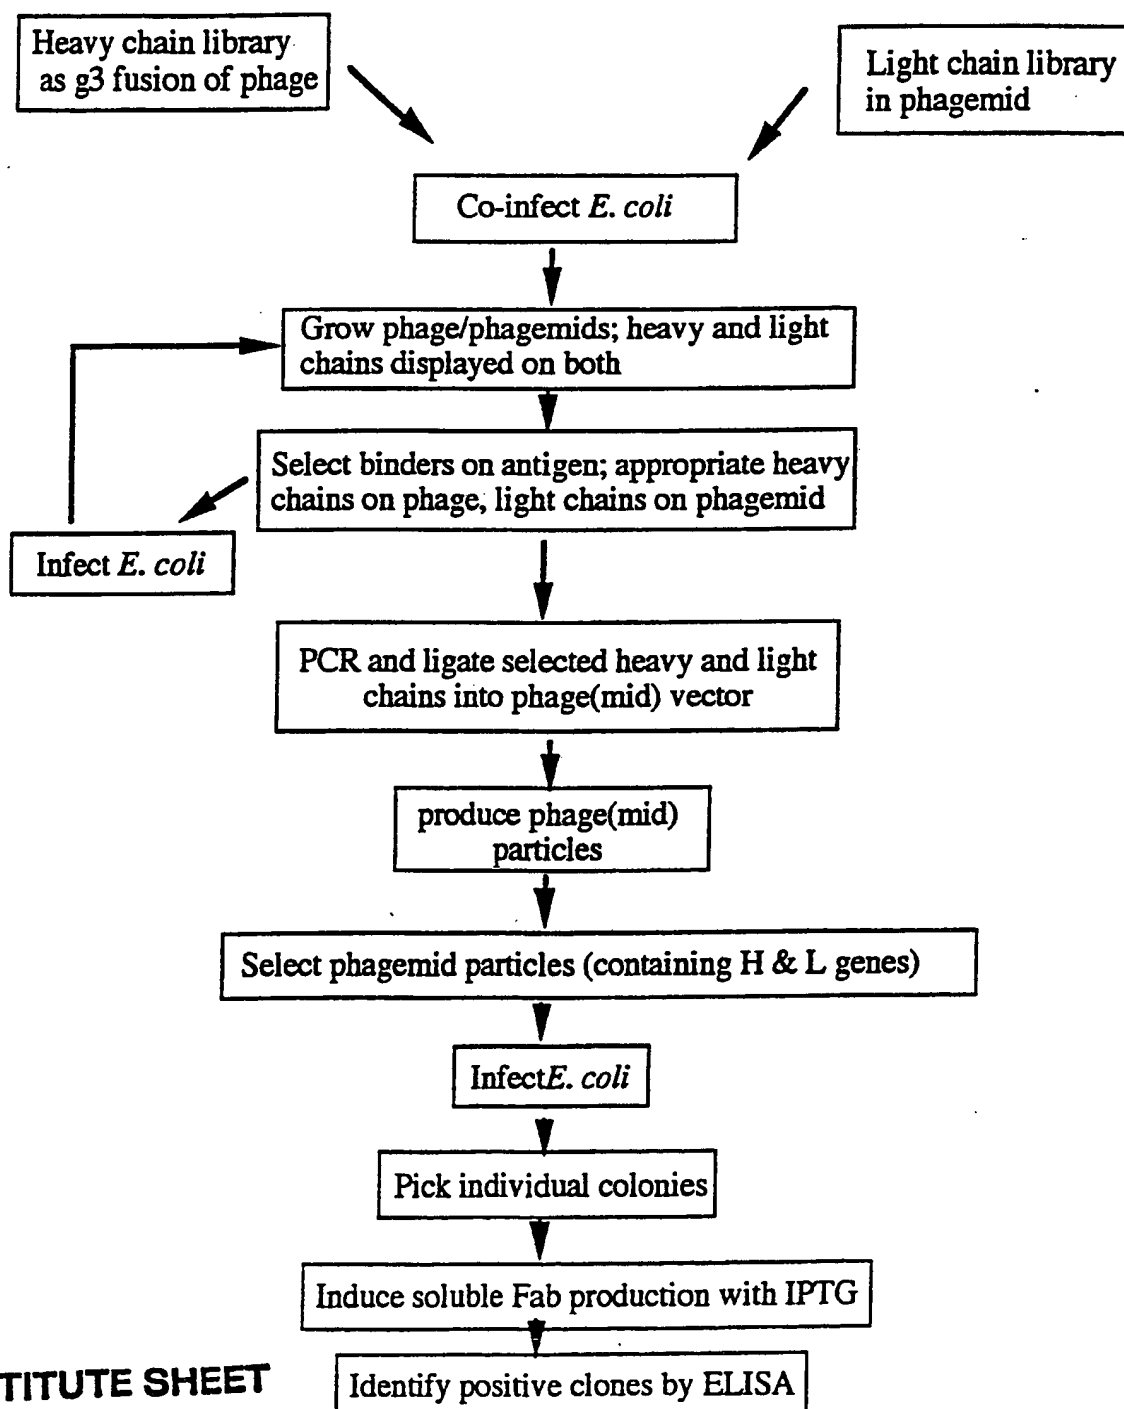 Heavy chain library
as g3 fusion of phage
Light chain library
in phagemid
Co-infect E. coli
Grow phage/phagemids; heavy and light
chains displayed on both
Select binders on antigen; appropriate heavy
chains on phage, light chains on phagemid
Infect E. coli
PCR and ligate selected heavy and light
chains into phage(mid) vector
produce phage(mid)
particles
Select phagemid particles (containing H & L genes)
InfectE. coli
Pick individual colonies
Induce soluble Fab production with IPTG
Identify positive clones by ELISA
TITUTE SHEET